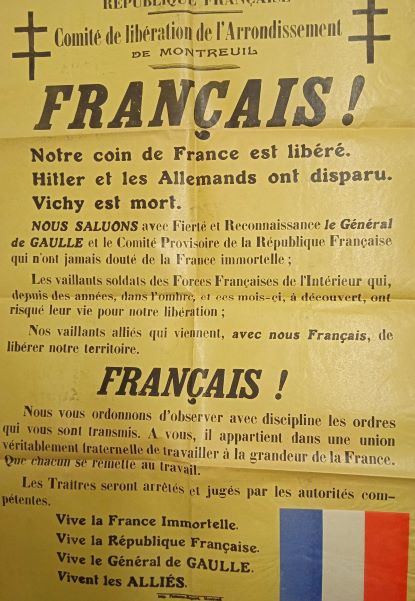 RÉPUBLIQUE FRANÇAISE
Comité de libération de l'Arrondissement
DE MONTREUIL
FRANÇAIS !
Notre coin de France est libéré.
Hitler et les Allemands ont disparu.
Vichy est mort.
NOUS SALUONS avec Fierté et Reconnaissance le Général
de GAULLE et le Comité Provisoire de la République Française
qui n'ont jamais douté de la France immortelle ;
Les vaillants soldats des Forces Françaises de l'Intérieur qui,
depuis des années, dans l'ombre, et ces mois-ci, à découvert, ont
risqué leur vie pour notre libération ;
Nos vaillants alliés qui viennent, avec nous Français, de
libérer notre territoire.
FRANÇAIS !
Nous vous ordonnons d'observer avec discipline les ordres
qui vous sont transmis. A vous, il appartient dans une union
véritablement fraternelle de travailler à la grandeur de la France.
Que chacun se remette au travail.
Les Traîtres seront arrêtés et jugés par les autorités com-
pétentes.
Vive la France Immortelle.
Vive la République Française.
Vive le Général de GAULLE.
Vivent les ALLIÉS.